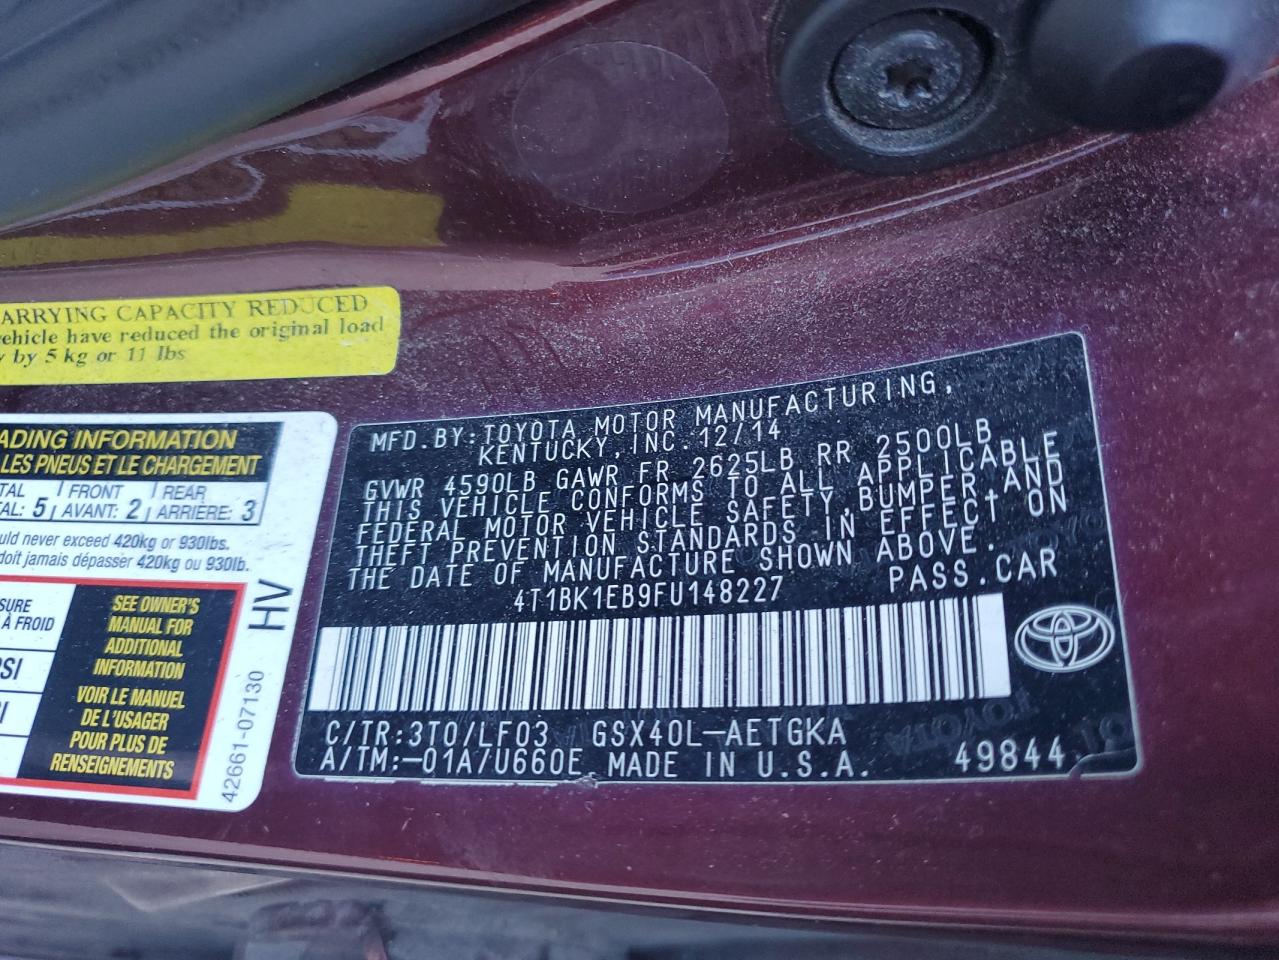 ARRYING CAPACITY REDUCED
vehicle have reduced the original load
y by 5 kg or 11 lbs
ADING INFORMATION
LES PNEUS ET LE CHARGEMENT
TAL 5 FRONT 2 REAR 3
AL: AVANT: ARRIÈRE:
uld never exceed 420kg or 930lbs.
doit jamais dépasser 420kg ou 930lb.
SURE
À FROID
PSI
SEE OWNER'S
MANUAL FOR
ADDITIONAL
INFORMATION
VOIR LE MANUEL
DE L'USAGER
POUR PLUS DE
RENSEIGNEMENTS
HV
42661-07130
MFD.BY:TOYOTA MOTOR MANUFACTURING,
KENTUCKY,INC.12/14
GVWR 4590LB GAWR FR 2625LB RR 2500LB
THIS VEHICLE CONFORMS TO ALL APPLICABLE
FEDERAL MOTOR VEHICLE SAFETY,BUMPER,AND
THEFT PREVENTION STANDARDS IN EFFECT ON
THE DATE OF MANUFACTURE SHOWN ABOVE.
4T1BK1EB9FU148227 PASS.CAR
C/TR:3T0/LF03 GSX40L-AETGKA
A/TM:-01A/U660E MADE IN U.S.A. 49844